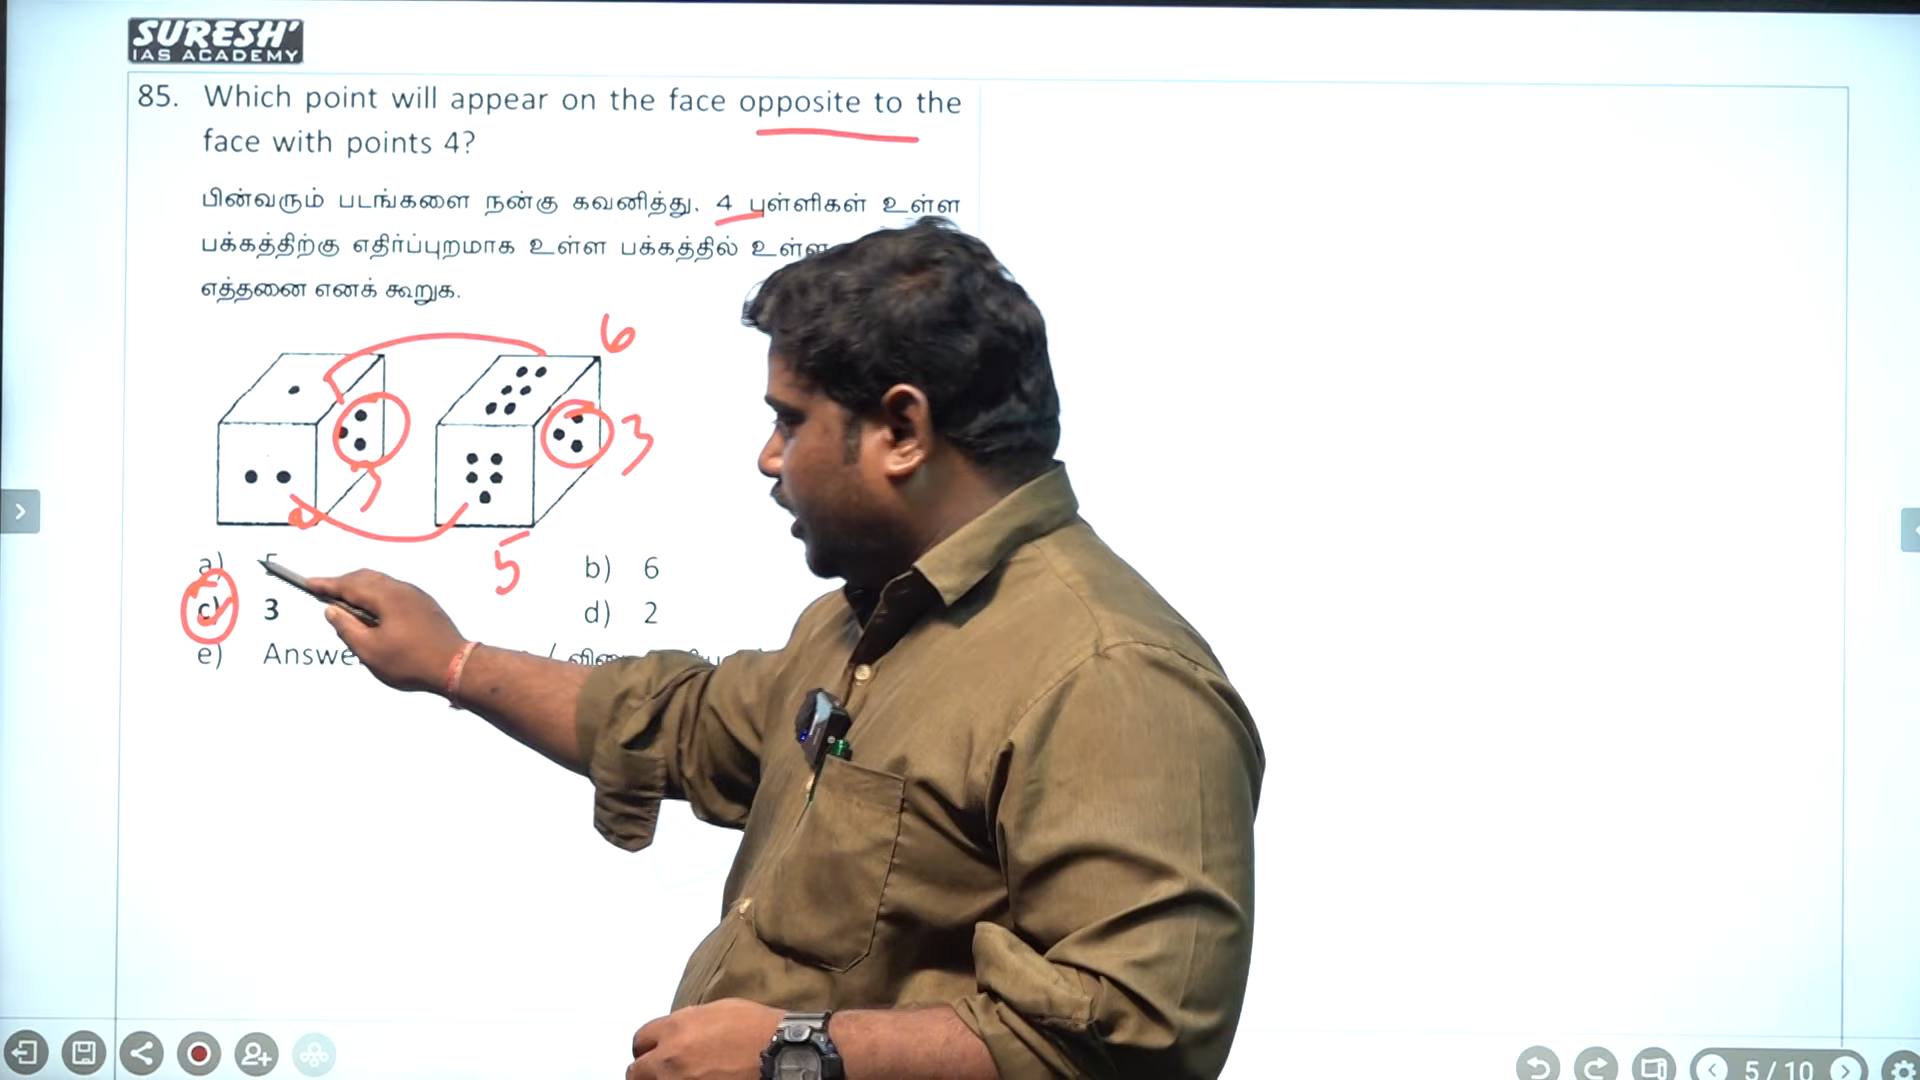 SURESH'
IAS ACADEMY
85. Which point will appear on the face opposite to the
face with points 4?
பின்வரும் படங்களை நன்கு கவனித்து. 4 புள்ளிகள் உள்ள
பக்கத்திற்கு எதிர்ப்புறமாக உள்ள பக்கத்தில்
எத்தனை எனக் கூறுக.
6
3
3
5
a) 5 b) 6
c) 3 d) 2
e)
5/10